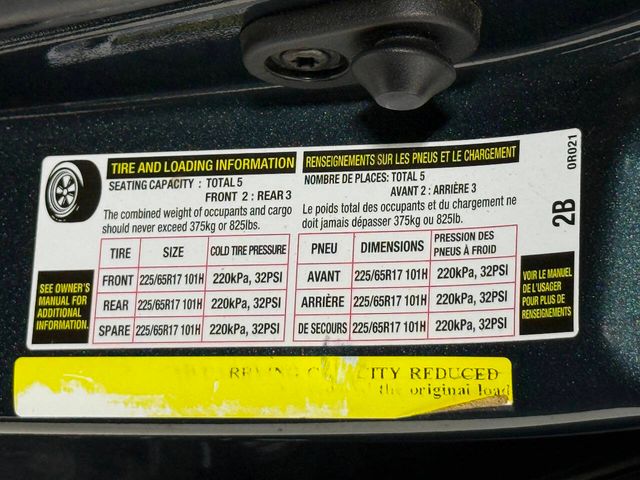 TIRE AND LOADING INFORMATION
RENSEIGNEMENTS SUR LES PNEUS ET LE CHARGEMENT
SEATING CAPACITY : TOTAL 5
FRONT 2 : REAR 3
NOMBRE DE PLACES: TOTAL 5
AVANT 2 : ARRIÈRE 3
The combined weight of occupants and cargo
should never exceed 375kg or 825lbs.
Le poids total des occupants et du chargement ne
doit jamais dépasser 375kg ou 825lb.
TIRE SIZE COLD TIRE PRESSURE
FRONT 225/65R17 101H 220kPa, 32PSI
REAR 225/65R17 101H 220kPa, 32PSI
SPARE 225/65R17 101H 220kPa, 32PSI
PNEU DIMENSIONS PRESSION DES
PNEUS À FROID
AVANT 225/65R17 101H 220kPa, 32PSI
ARRIÈRE 225/65R17 101H 220kPa, 32PSI
DE SECOURS 225/65R17 101H 220kPa, 32PSI
SEE OWNER'S
MANUAL FOR
ADDITIONAL
INFORMATION.
VOIR LE MANUEL
DE L'USAGER
POUR PLUS DE
RENSEIGNEMENTS
2B
0R021
REDUCED
the original load